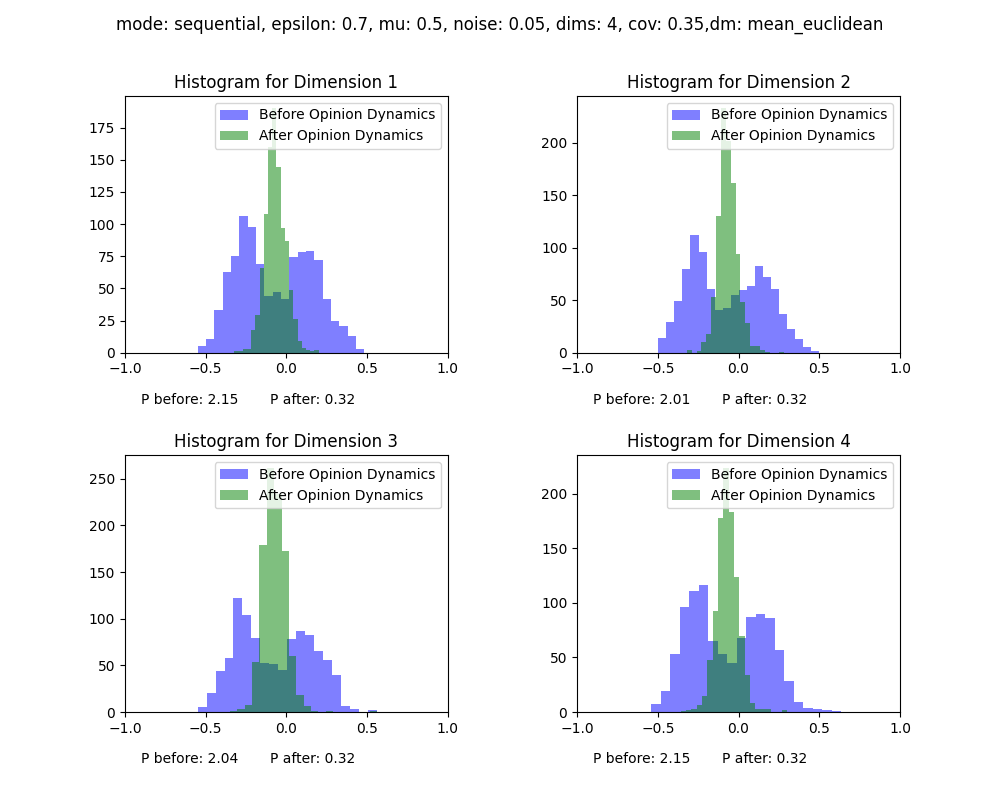 mode: sequential, epsilon: 0.7, mu: 0.5, noise: 0.05, dims: 4, cov: 0.35,dm: mean_euclidean
Histogram for Dimension 1
Before Opinion Dynamics
After Opinion Dynamics
175
150
125
100
75
50
25
0
−1.0 −0.5 0.0 0.5 1.0
P before: 2.15 P after: 0.32
Histogram for Dimension 2
Before Opinion Dynamics
After Opinion Dynamics
200
150
100
50
0
−1.0 −0.5 0.0 0.5 1.0
P before: 2.01 P after: 0.32
Histogram for Dimension 3
Before Opinion Dynamics
After Opinion Dynamics
250
200
150
100
50
0
−1.0 −0.5 0.0 0.5 1.0
P before: 2.04 P after: 0.32
Histogram for Dimension 4
Before Opinion Dynamics
After Opinion Dynamics
200
150
100
50
0
−1.0 −0.5 0.0 0.5 1.0
P before: 2.15 P after: 0.32